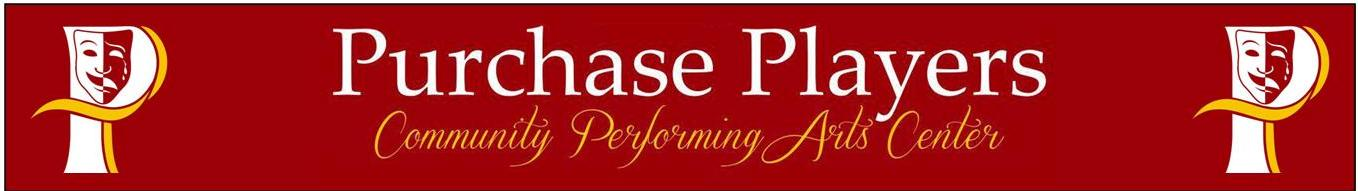 Purchase Players
Community Performing Arts Center